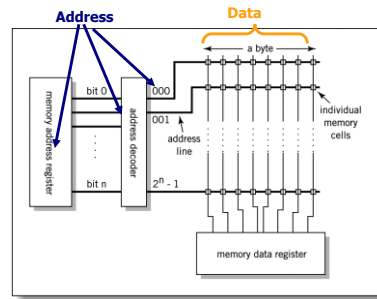 Address
Data
a byte
bit 0
000
001
individual
memory
cells
memory address register
address decoder
address
line
bit n
2n - 1
memory data register